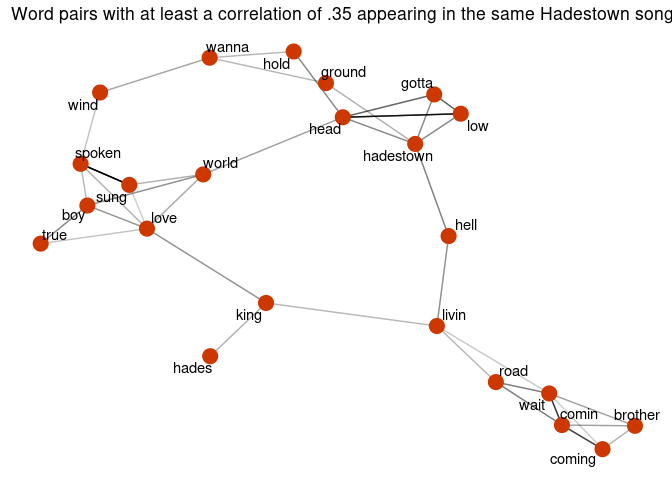 Word pairs with at least a correlation of .35 appearing in the same Hadestown song
wanna
hold
ground
wind
gotta
low
head
hadestown
spoken
world
sung
boy
love
true
hell
king
livin
hades
road
wait
comin
brother
coming